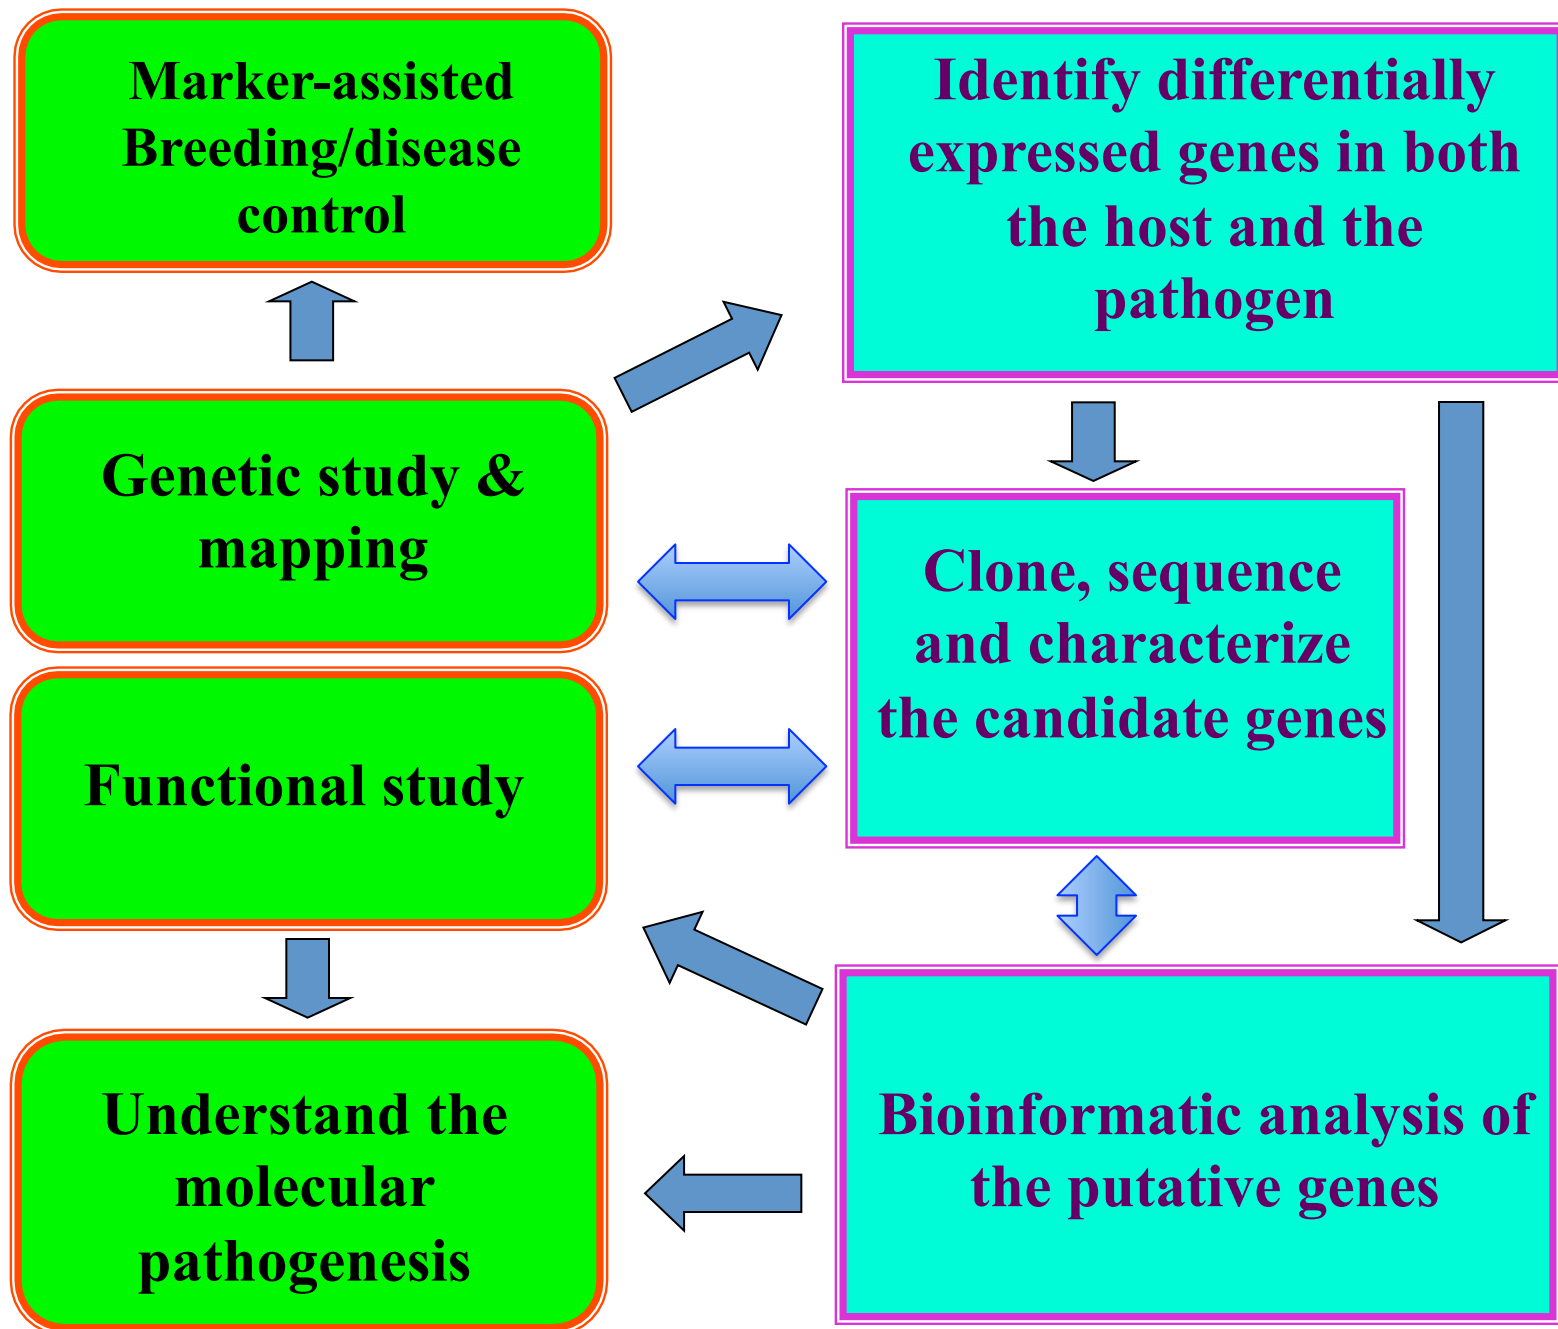 Marker-assisted
Breeding/disease
control
Genetic study &
mapping
Functional study
Understand the
molecular
pathogenesis
Identify differentially
expressed genes in both
the host and the
pathogen
Clone, sequence
and characterize
the candidate genes
Bioinformatic analysis of
the putative genes